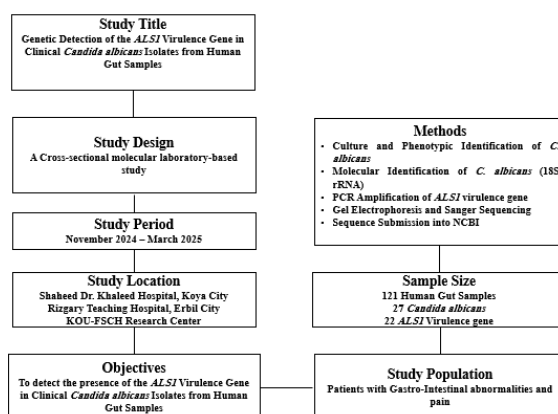 Study Title
Genetic Detection of the ALS1 Virulence Gene in
Clinical Candida albicans Isolates from Human
Gut Samples
Study Design
A Cross-sectional molecular laboratory-based
study
Study Period
November 2024 – March 2025
Study Location
Shaheed Dr. Khaleed Hospital, Koya City
Rizgary Teaching Hospital, Erbil City
KOU-FSCH Research Center
Objectives
To detect the presence of the ALS1 Virulence Gene
in Clinical Candida albicans Isolates from Human
Gut Samples
Methods
• Culture and Phenotypic Identification of C.
albicans
• Molecular Identification of C. albicans (18S
rRNA)
• PCR Amplification of ALS1 virulence gene
• Gel Electrophoresis and Sanger Sequencing
• Sequence Submission into NCBI
Sample Size
121 Human Gut Samples
27 Candida albicans
22 ALS1 Virulence gene
Study Population
Patients with Gastro-Intestinal abnormalities and
pain